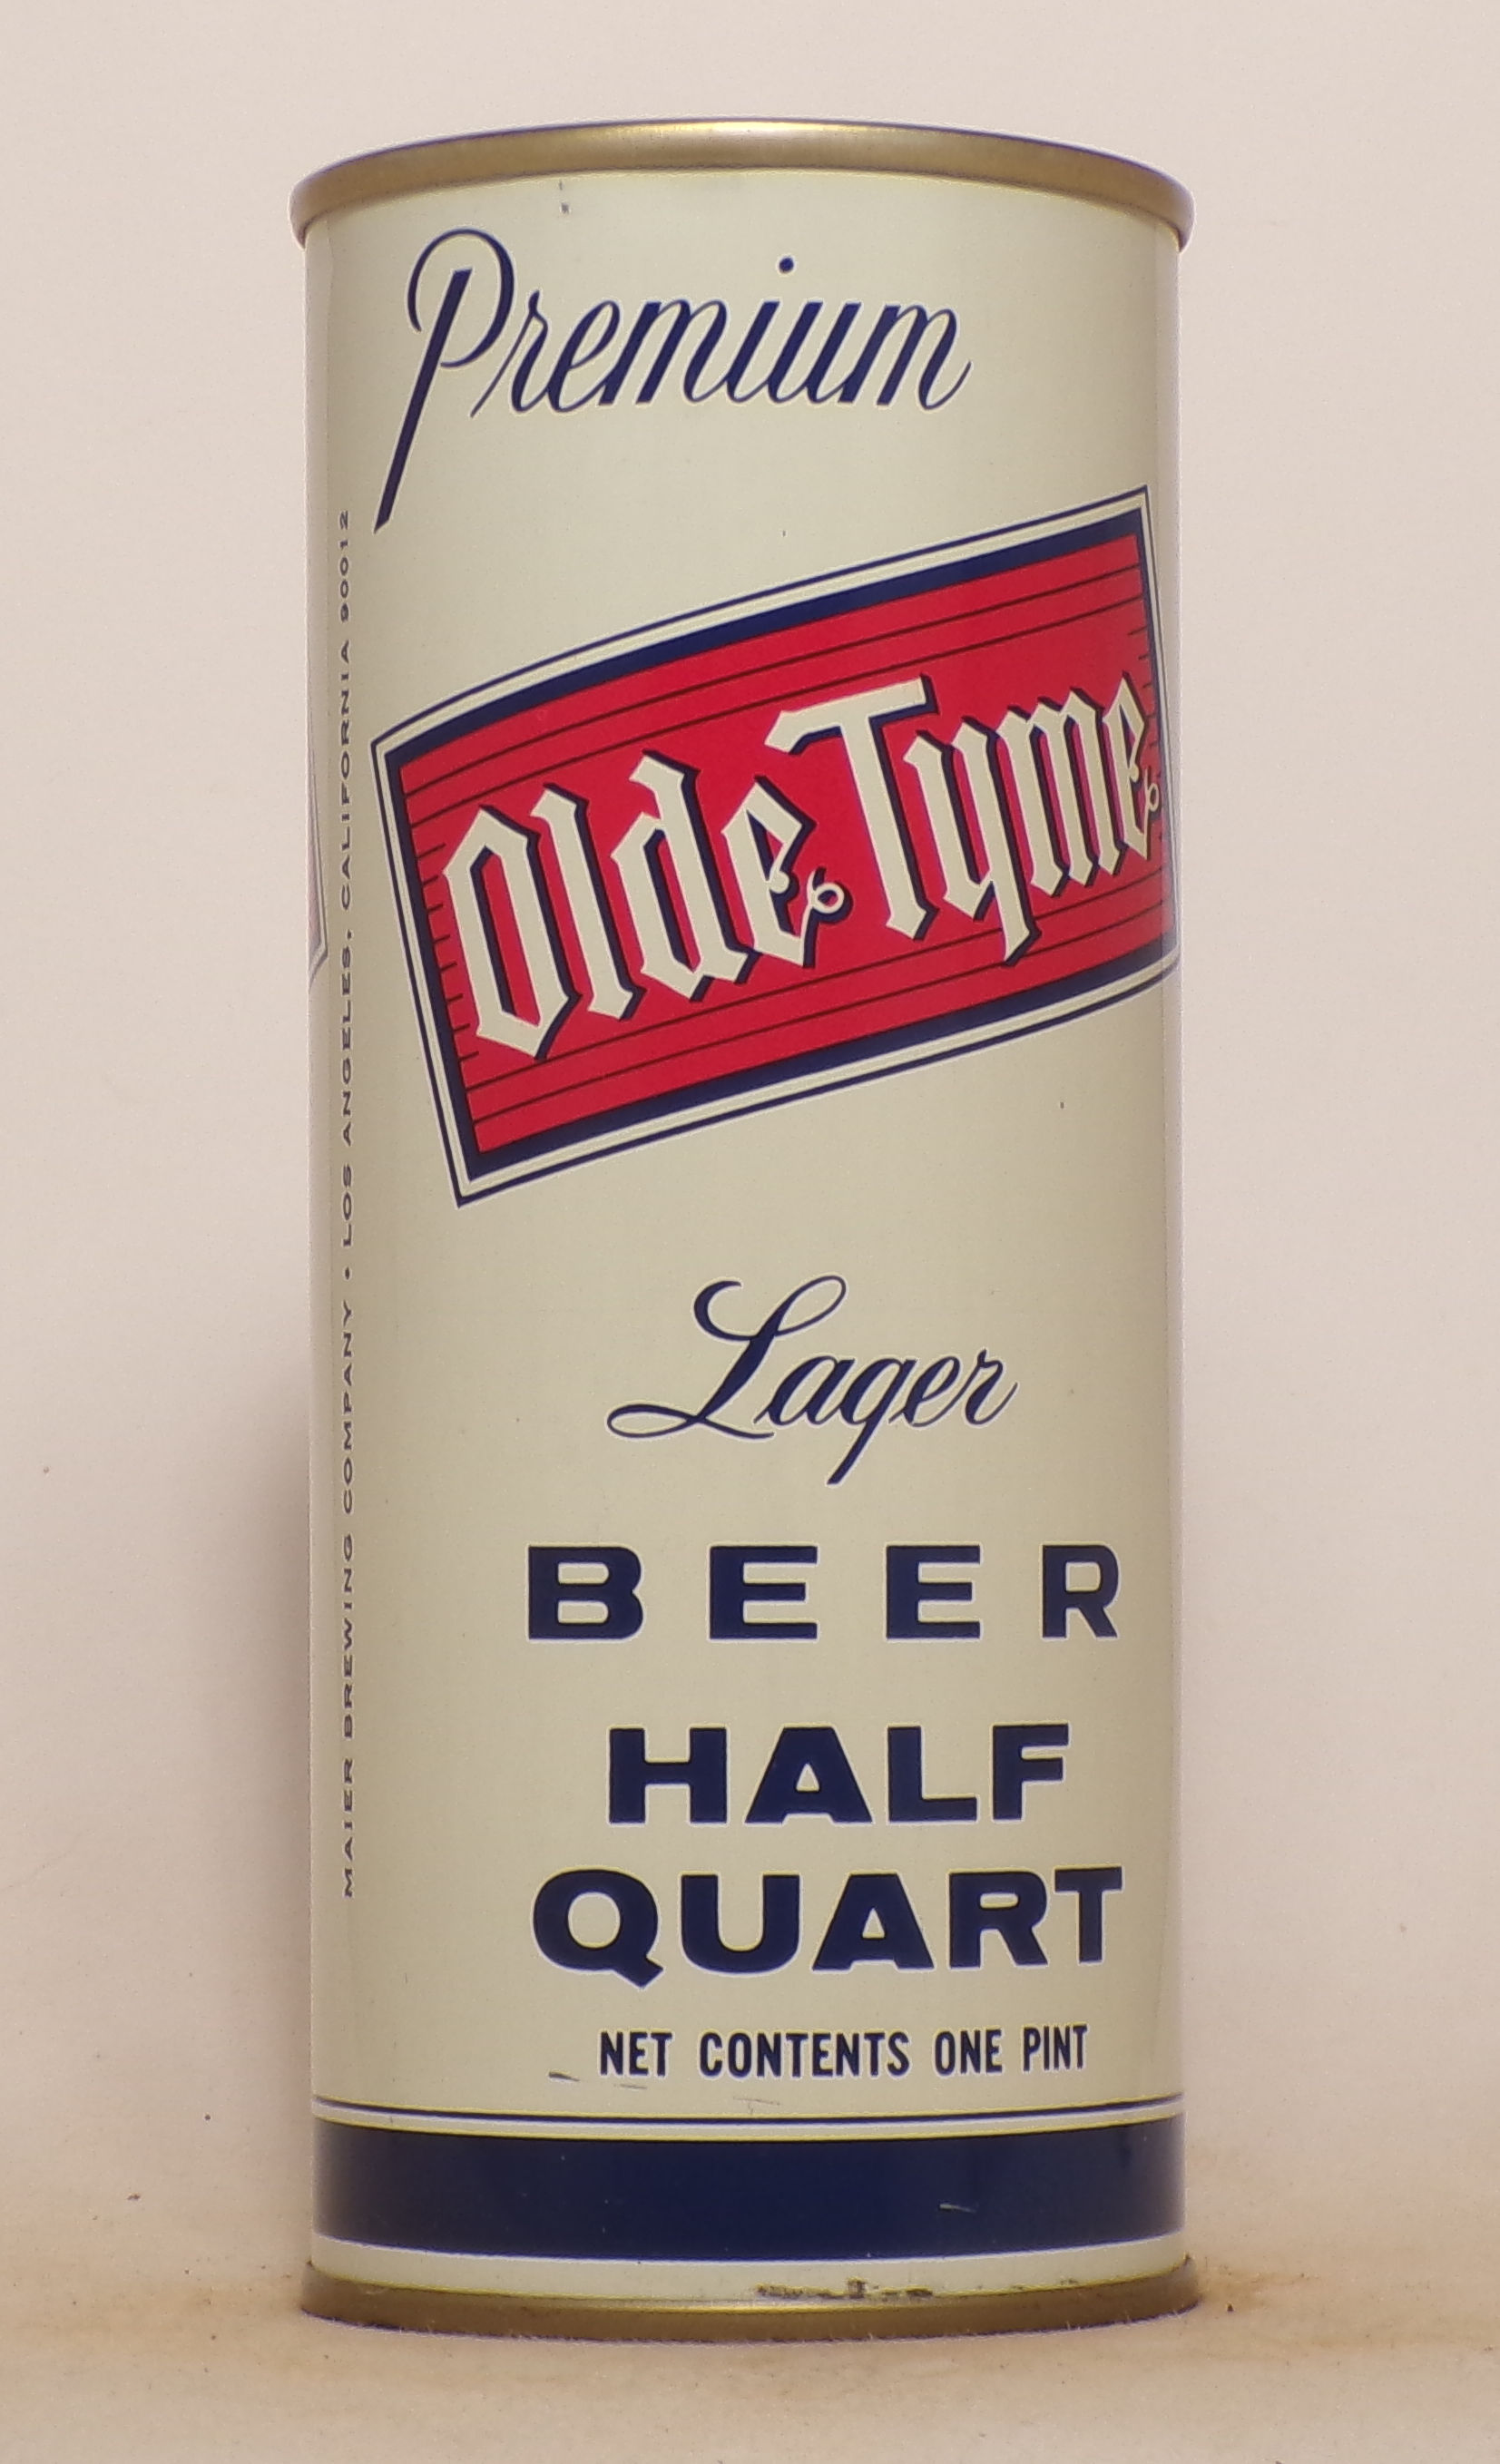 Premium
Olde Tyme
Lager
BEER
HALF
QUART
NET CONTENTS ONE PINT
MAIER BREWING COMPANY • LOS ANGELES, CALIFORNIA 90012